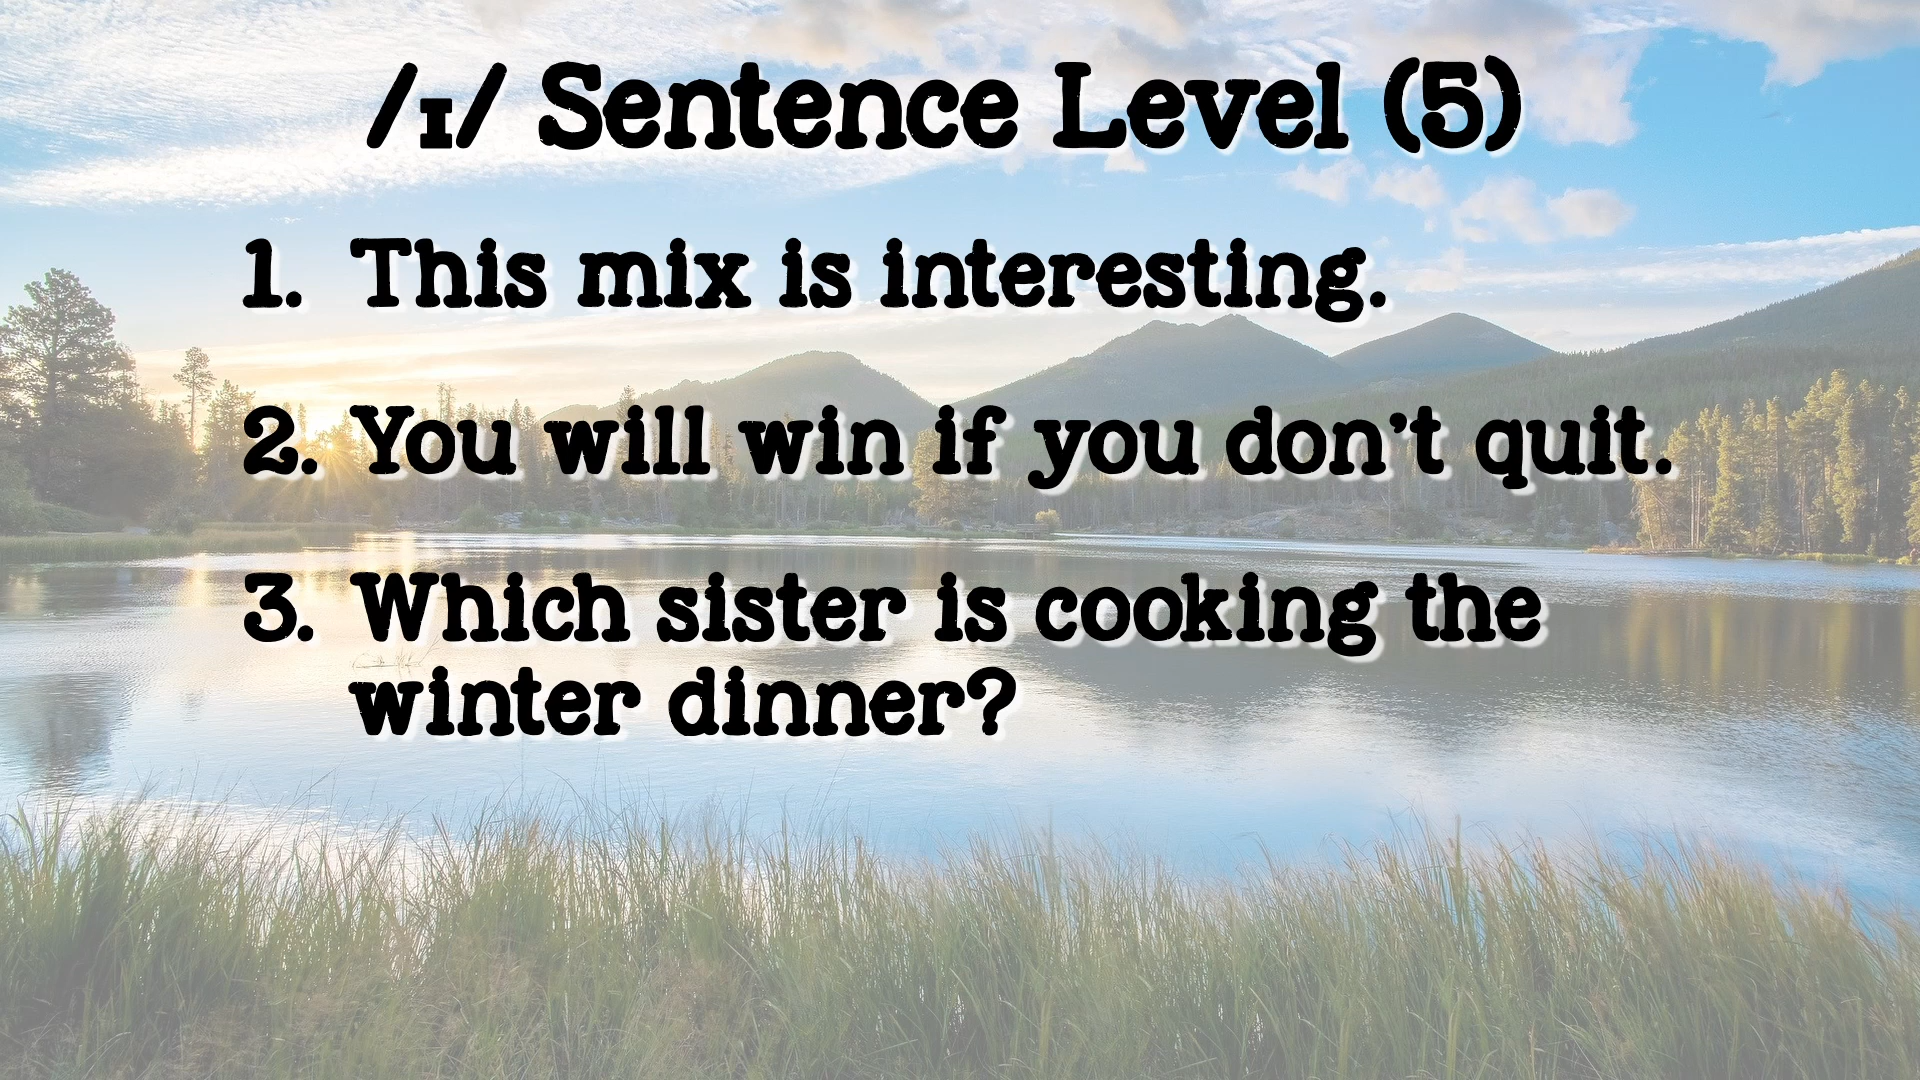 /ɪ/ Sentence Level (5)
1. This mix is interesting.
2. You will win if you don’t quit.
3. Which sister is cooking the
winter dinner?